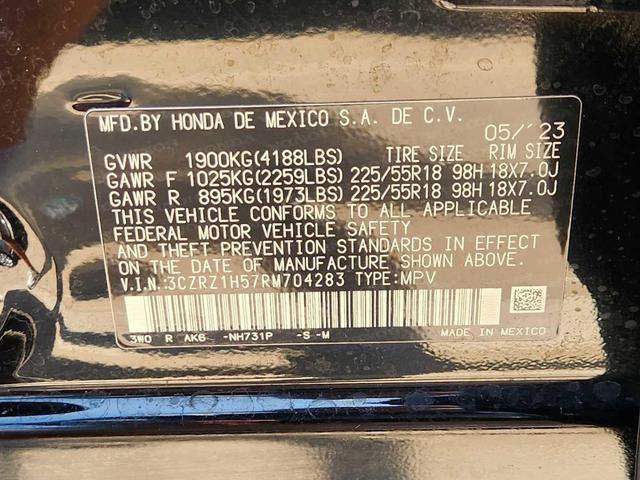 MFD.BY HONDA DE MEXICO S.A. DE C.V.
05/'23
GVWR 1900KG(4188LBS) TIRE SIZE RIM SIZE
GAWR F 1025KG(2259LBS) 225/55R18 98H 18X7.0J
GAWR R 895KG(1973LBS) 225/55R18 98H 18X7.0J
THIS VEHICLE CONFORMS TO ALL APPLICABLE
FEDERAL MOTOR VEHICLE SAFETY
AND THEFT PREVENTION STANDARDS IN EFFECT
ON THE DATE OF MANUFACTURE SHOWN ABOVE.
V.I.N.:3CZRZ1H57RM704283 TYPE:MPV
3W0 R AK6 -NH731P -S -M MADE IN MEXICO